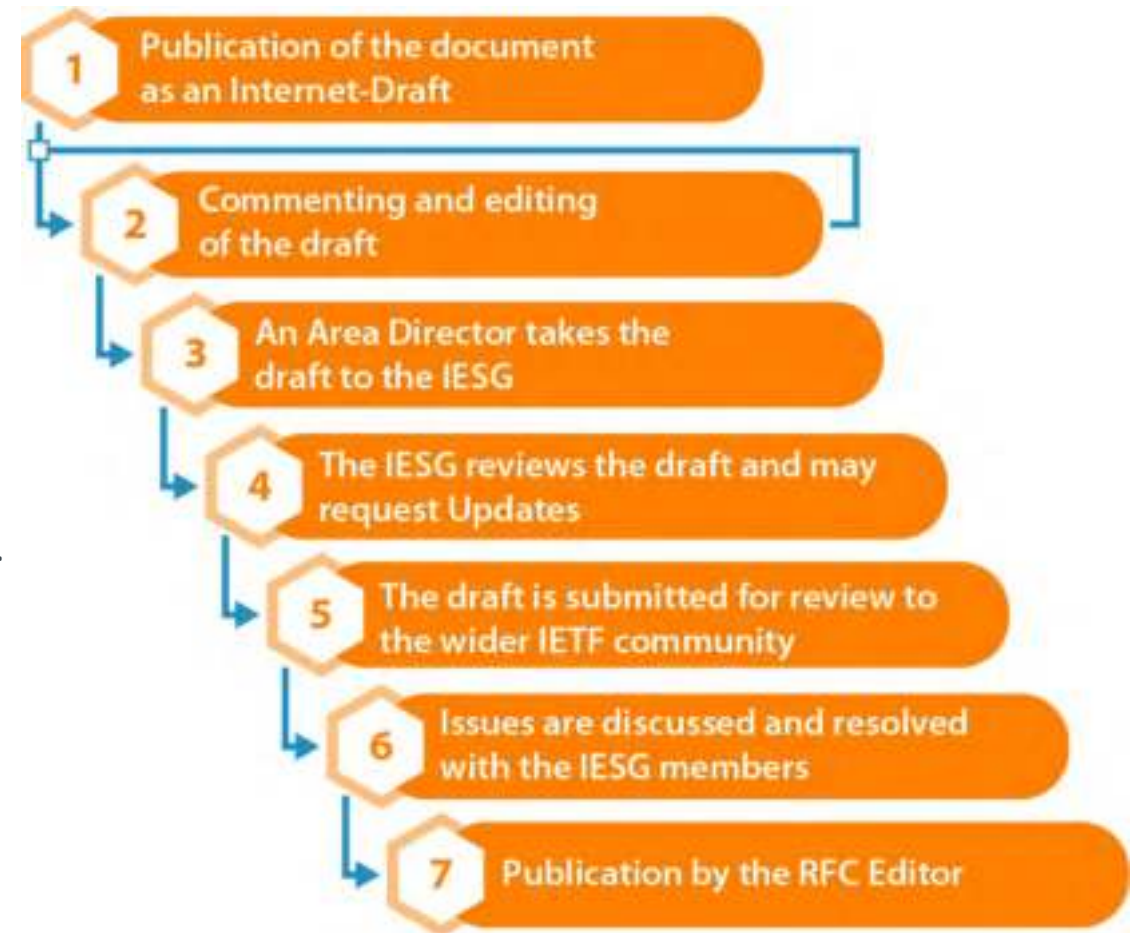 1
Publication of the document
as an Internet-Draft
2
Commenting and editing
of the draft
3
An Area Director takes the
draft to the IESG
4
The IESG reviews the draft and may
request Updates
5
The draft is submitted for review to
the wider IETF community
6
Issues are discussed and resolved
with the IESG members
7
Publication by the RFC Editor